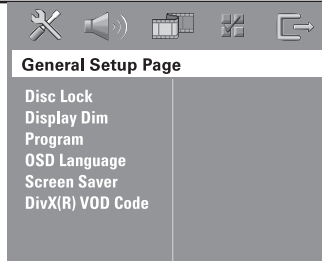 General Setup Page
Disc Lock
Display Dim
Program
OSD Language
Screen Saver
DivX(R) VOD Code